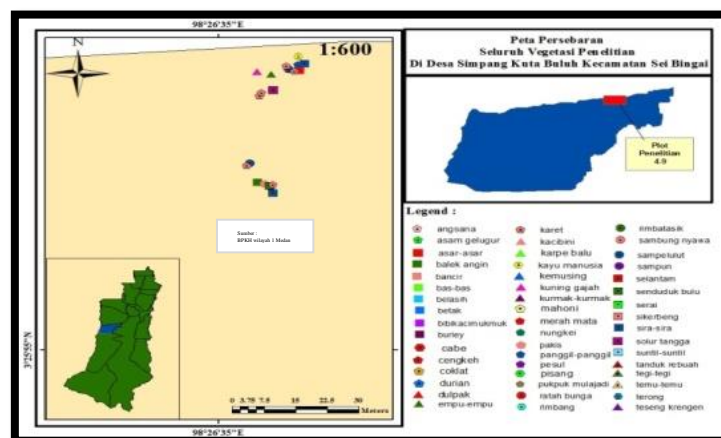 98°26'35"E
N
1:600
Sumber :
BPKH wilayah 1 Medan
3°25'55"N
0 3.75 7.5 15 22.5 30
Meters
98°26'35"E
Peta Persebaran
Seluruh Vegetasi Penelitian
Di Desa Simpang Kuta Buluh Kecamatan Sei Bingai
Plot
Penelitian
4.9
Legend :
angsana
asam gelugur
asar-asar
balek angin
bancir
bas-bas
belasih
betak
bibikacimukmuk
burley
cabe
cengkeh
coklat
durian
dulpak
empu-empu
karet
kacibini
karpe balu
kayu manusia
kemusing
kuning gajah
kurmak-kurmak
mahoni
merah mata
nungkei
pakis
panggil-panggil
pesul
pisang
pukpuk mulajadi
ratah bunga
rimbang
rimbatasik
sambung nyawa
sampelulut
sampun
selantam
senduduk bulu
serai
sikerbeng
sira-sira
solur tangga
suntil-suntil
tanduk rebuah
tegi-tegi
temu-temu
terong
teseng krengen